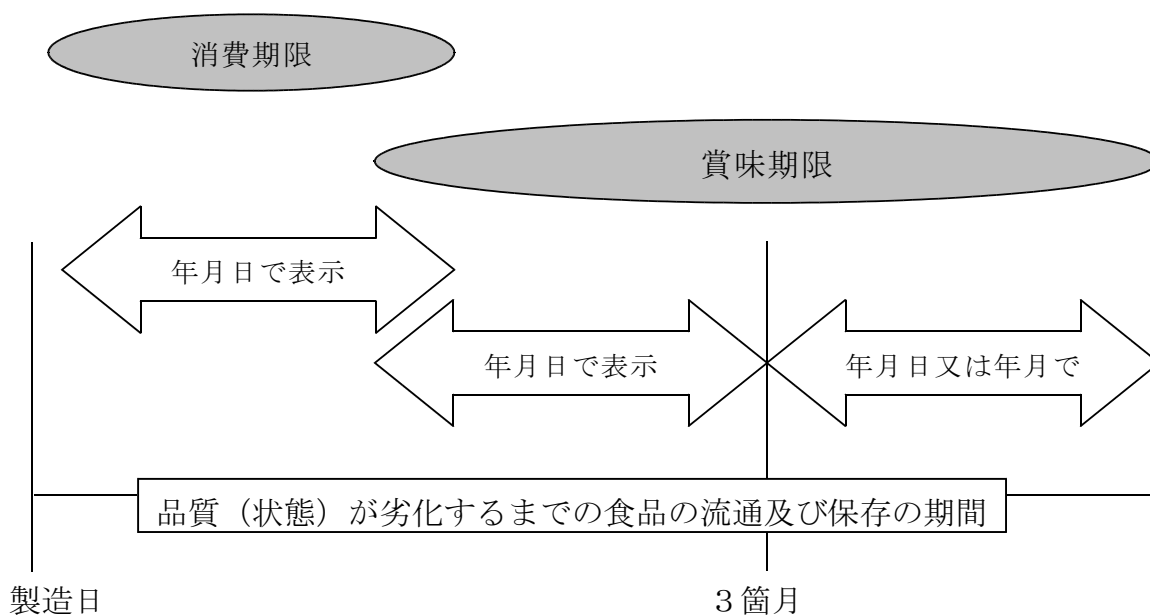 消費期限
賞味期限
年月日で表示
年月日で表示
年月日又は年月で
品質（状態）が劣化するまでの食品の流通及び保存の期間
製造日
３箇月